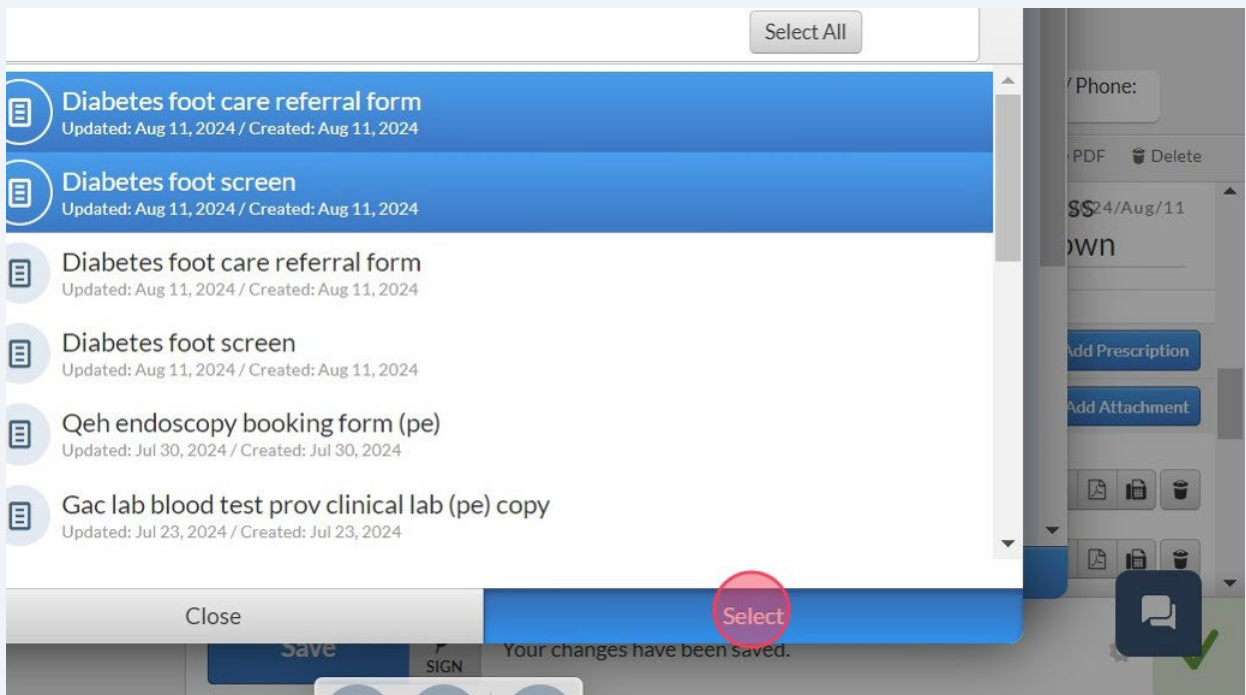 Select All
Diabetes foot care referral form
Updated: Aug 11, 2024 / Created: Aug 11, 2024
Diabetes foot screen
Updated: Aug 11, 2024 / Created: Aug 11, 2024
Diabetes foot care referral form
Updated: Aug 11, 2024 / Created: Aug 11, 2024
Diabetes foot screen
Updated: Aug 11, 2024 / Created: Aug 11, 2024
Qeh endoscopy booking form (pe)
Updated: Jul 30, 2024 / Created: Jul 30, 2024
Gac lab blood test prov clinical lab (pe) copy
Updated: Jul 23, 2024 / Created: Jul 23, 2024
Close
Select
/ Phone:
PDF
Delete
24/Aug/11
own
Add Prescription
Add Attachment
Save
SIGN
Your changes have been saved.